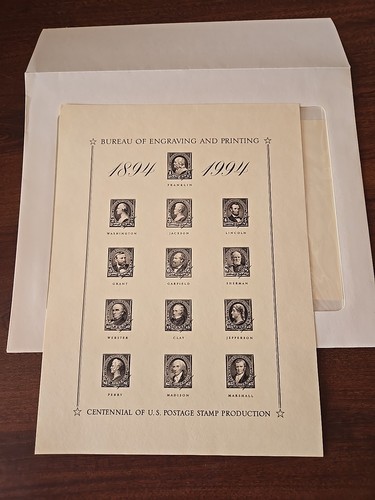 ☆ BUREAU OF ENGRAVING AND PRINTING ☆
1894 1994
FRANKLIN
WASHINGTON JACKSON LINCOLN
GRANT GARFIELD SHERMAN
WEBSTER CLAY JEFFERSON
PERRY MADISON MARSHALL
☆ CENTENNIAL OF U.S. POSTAGE STAMP PRODUCTION ☆